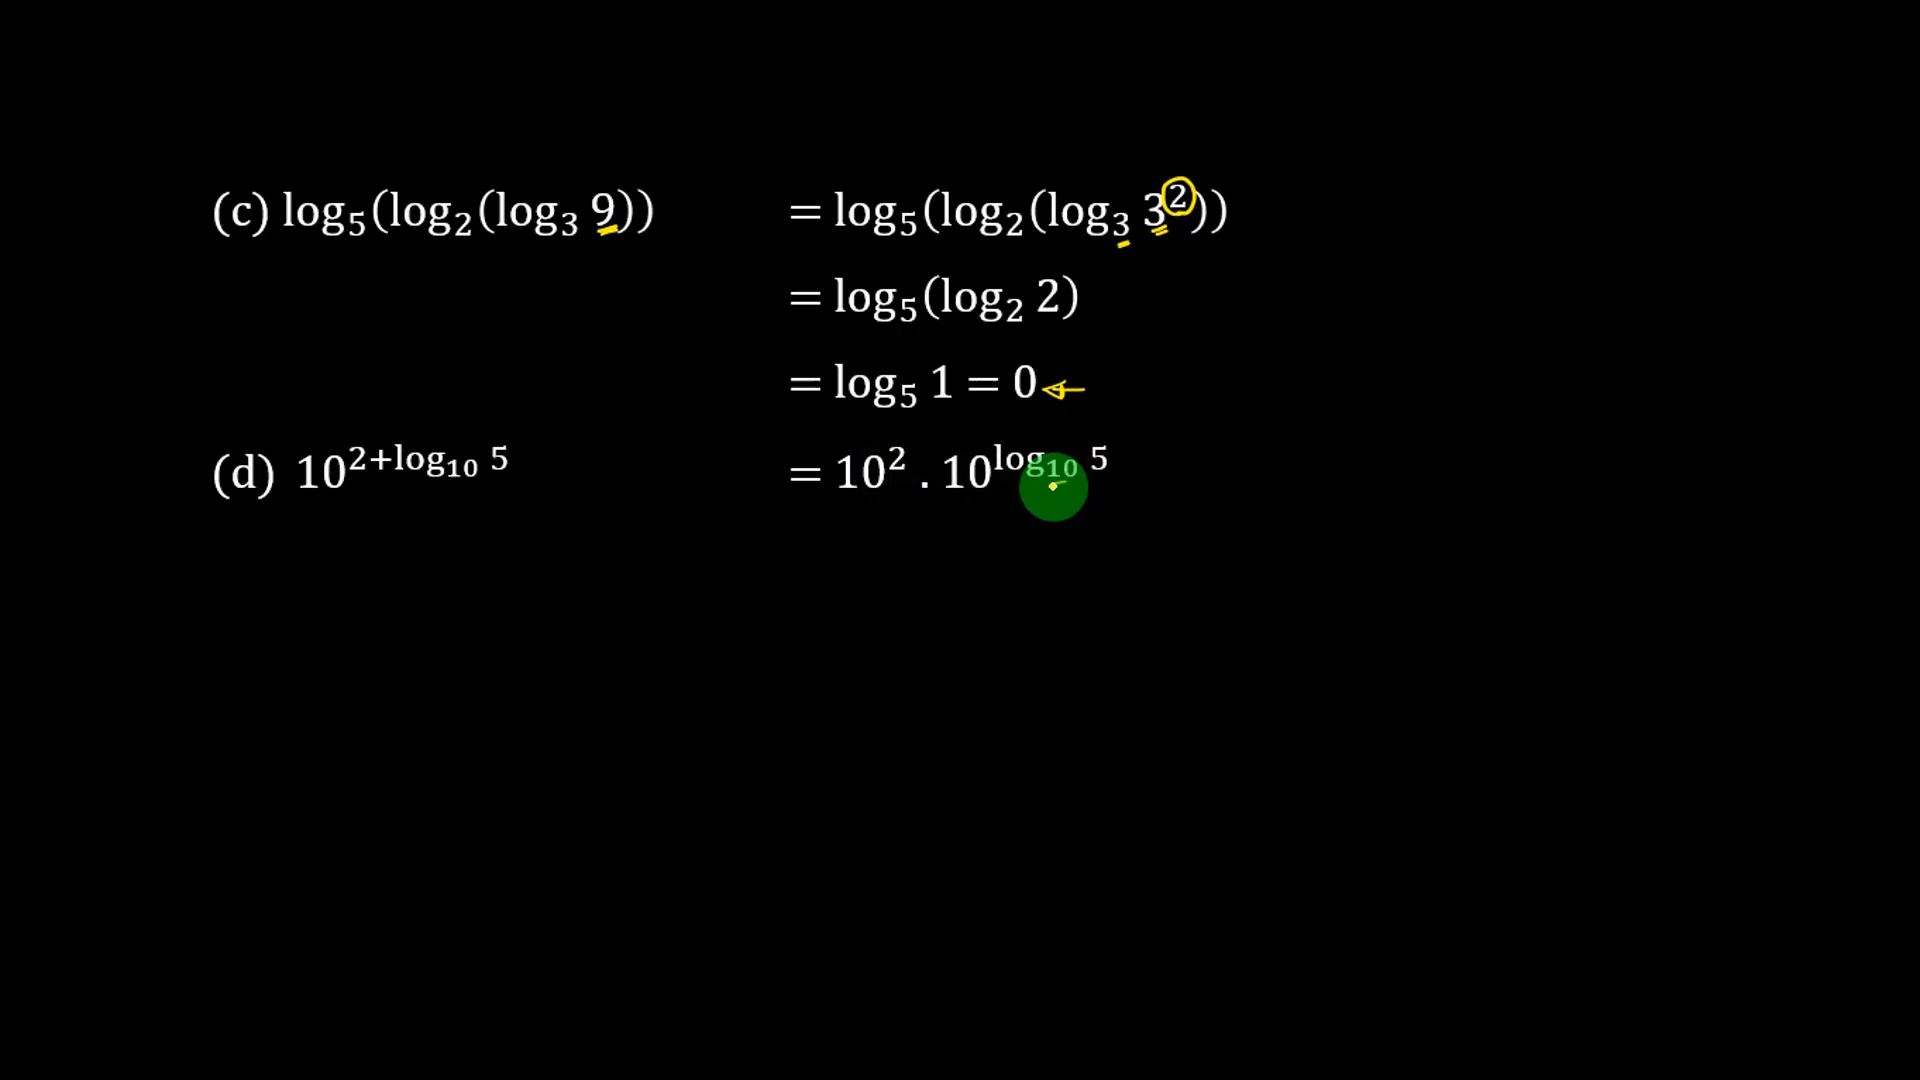 (c) log₅(log₂(log₃ 9)) = log₅(log₂(log₃ 3²))
= log₅(log₂ 2)
= log₅ 1 = 0
(d) 10^(2+log₁₀ 5) = 10² . 10^(log₁₀ 5)